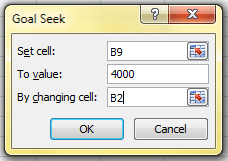 Goal Seek ?
Set cell: B9
To value: 4000
By changing cell: B2
OK Cancel